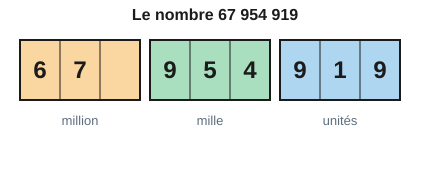 Le nombre 67 954 919
6 7 9 5 4 9 1 9
million mille unités